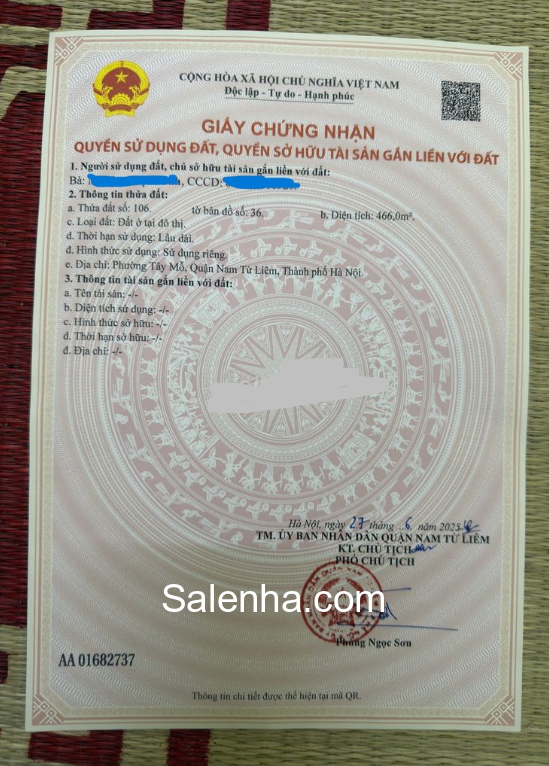 CỘNG HÒA XÃ HỘI CHỦ NGHĨA VIỆT NAM
Độc lập - Tự do - Hạnh phúc
GIẤY CHỨNG NHẬN
QUYỀN SỬ DỤNG ĐẤT, QUYỀN SỞ HỮU TÀI SẢN GẮN LIỀN VỚI ĐẤT
1. Người sử dụng đất, chủ sở hữu tài sản gắn liền với đất:
Bà: CCCD:
2. Thông tin thửa đất:
a. Thửa đất số: 106. tờ bản đồ số: 36. b. Diện tích: 466,0m².
c. Loại đất: Đất ở tại đô thị.
d. Thời hạn sử dụng: Lâu dài.
đ. Hình thức sử dụng: Sử dụng riêng.
e. Địa chỉ: Phường Tây Mỗ, Quận Nam Từ Liêm, Thành phố Hà Nội.
3. Thông tin tài sản gắn liền với đất:
a. Tên tài sản: -/-
b. Diện tích sử dụng: -/-
c. Hình thức sở hữu: -/-
d. Thời hạn sở hữu: -/-
đ. Địa chỉ: -/-
Hà Nội, ngày 27 tháng 6 năm 2025
TM. ỦY BAN NHÂN DÂN QUẬN NAM TỪ LIÊM
KT. CHỦ TỊCH
PHÓ CHỦ TỊCH
Salenha.com
Phùng Ngọc Sơn
AA 01682737
Thông tin chi tiết được thể hiện tại mã QR.